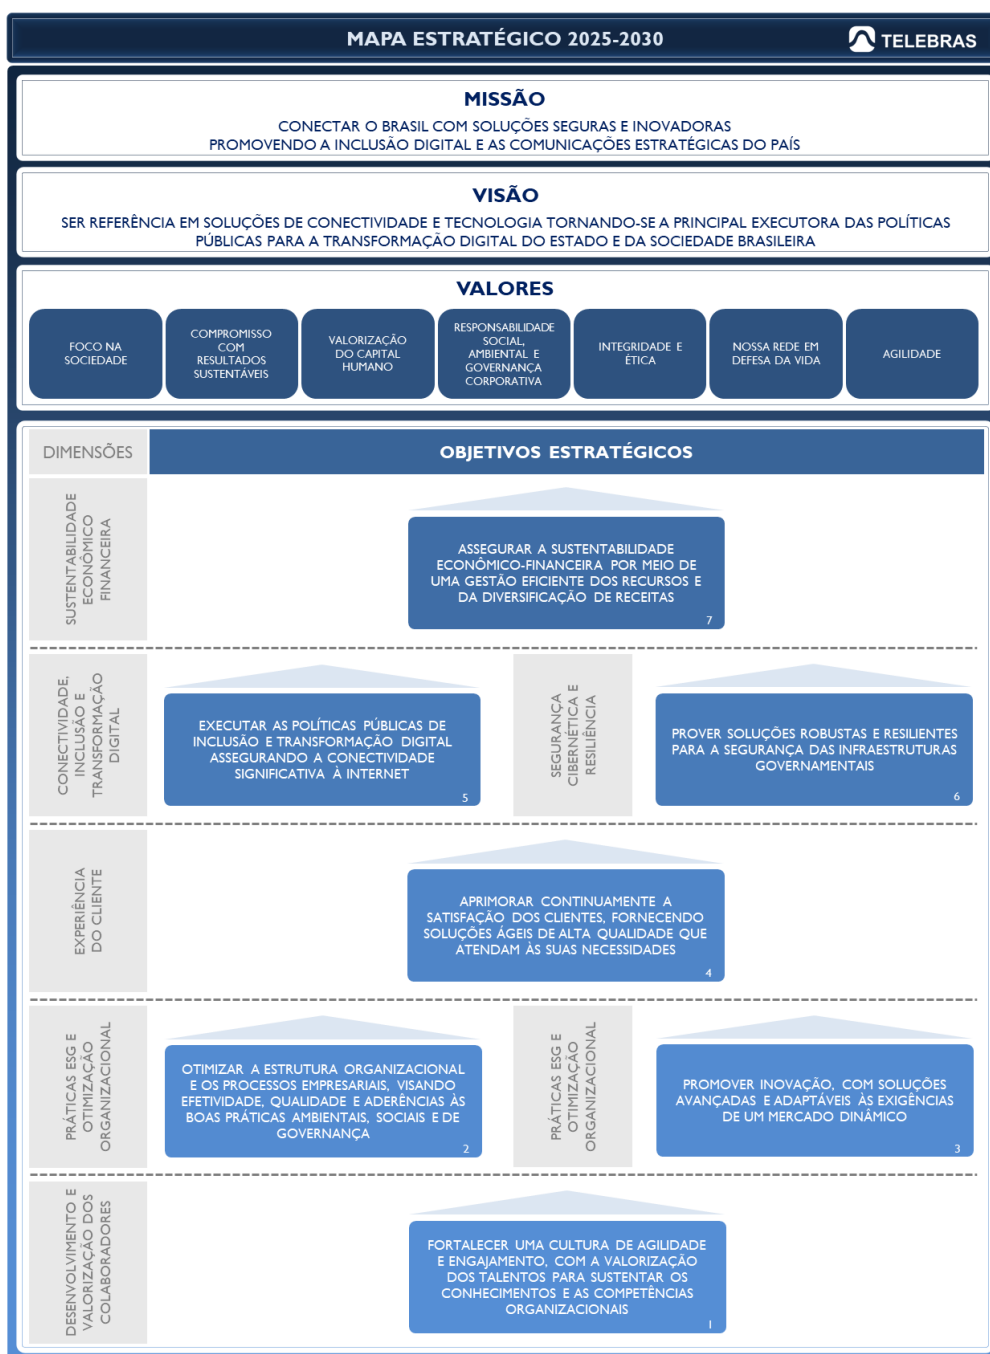 MAPA ESTRATÉGICO 2025-2030
TELEBRAS
MISSÃO
CONECTAR O BRASIL COM SOLUÇÕES SEGURAS E INOVADORAS
PROMOVENDO A INCLUSÃO DIGITAL E AS COMUNICAÇÕES ESTRATÉGICAS DO PAÍS
VISÃO
SER REFERÊNCIA EM SOLUÇÕES DE CONECTIVIDADE E TECNOLOGIA TORNANDO-SE A PRINCIPAL EXECUTORA DAS POLÍTICAS
PÚBLICAS PARA A TRANSFORMAÇÃO DIGITAL DO ESTADO E DA SOCIEDADE BRASILEIRA
VALORES
FOCO NA
SOCIEDADE
COMPROMISSO
COM
RESULTADOS
SUSTENTÁVEIS
VALORIZAÇÃO
DO CAPITAL
HUMANO
RESPONSABILIDADE
SOCIAL,
AMBIENTAL E
GOVERNANÇA
CORPORATIVA
INTEGRIDADE E
ÉTICA
NOSSA REDE EM
DEFESA DA VIDA
AGILIDADE
DIMENSÕES
OBJETIVOS ESTRATÉGICOS
SUSTENTABILIDADE
ECONÔMICO
FINANCEIRA
ASSEGURAR A SUSTENTABILIDADE
ECONÔMICO-FINANCEIRA POR MEIO DE
UMA GESTÃO EFICIENTE DOS RECURSOS E
DA DIVERSIFICAÇÃO DE RECEITAS
7
CONECTIVIDADE,
INCLUSÃO E
TRANSFORMAÇÃO
DIGITAL
EXECUTAR AS POLÍTICAS PÚBLICAS DE
INCLUSÃO E TRANSFORMAÇÃO DIGITAL
ASSEGURANDO A CONECTIVIDADE
SIGNIFICATIVA À INTERNET
5
SEGURANÇA
CIBERNÉTICA E
RESILIÊNCIA
PROVER SOLUÇÕES ROBUSTAS E RESILIENTES
PARA A SEGURANÇA DAS INFRAESTRUTURAS
GOVERNAMENTAIS
6
EXPERIÊNCIA
DO CLIENTE
APRIMORAR CONTINUAMENTE A
SATISFAÇÃO DOS CLIENTES, FORNECENDO
SOLUÇÕES ÁGEIS DE ALTA QUALIDADE QUE
ATENDAM ÀS SUAS NECESSIDADES
4
PRÁTICAS ESG E
OTIMIZAÇÃO
ORGANIZACIONAL
OTIMIZAR A ESTRUTURA ORGANIZACIONAL
E OS PROCESSOS EMPRESARIAIS, VISANDO
EFETIVIDADE, QUALIDADE E ADERÊNCIAS ÀS
BOAS PRÁTICAS AMBIENTAIS, SOCIAIS E DE
GOVERNANÇA
2
PRÁTICAS ESG E
OTIMIZAÇÃO
ORGANIZACIONAL
PROMOVER INOVAÇÃO, COM SOLUÇÕES
AVANÇADAS E ADAPTÁVEIS ÀS EXIGÊNCIAS
DE UM MERCADO DINÂMICO
3
DESENVOLVIMENTO E
VALORIZAÇÃO DOS
COLABORADORES
FORTALECER UMA CULTURA DE AGILIDADE
E ENGAJAMENTO, COM A VALORIZAÇÃO
DOS TALENTOS PARA SUSTENTAR OS
CONHECIMENTOS E AS COMPETÊNCIAS
ORGANIZACIONAIS
1